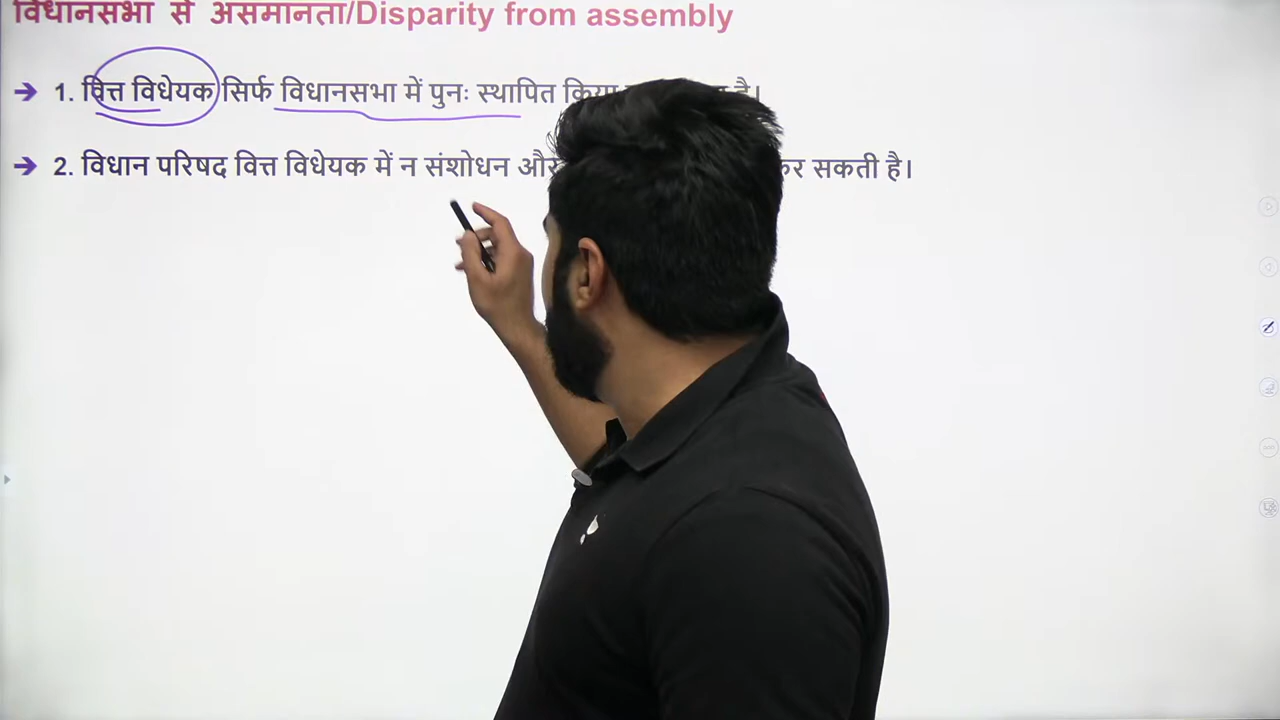 विधानसभा से असमानता/Disparity from assembly
→ 1. वित्त विधेयक सिर्फ विधानसभा में पुनः स्थापित किया है।
→ 2. विधान परिषद वित्त विधेयक में न संशोधन और कर सकती है।